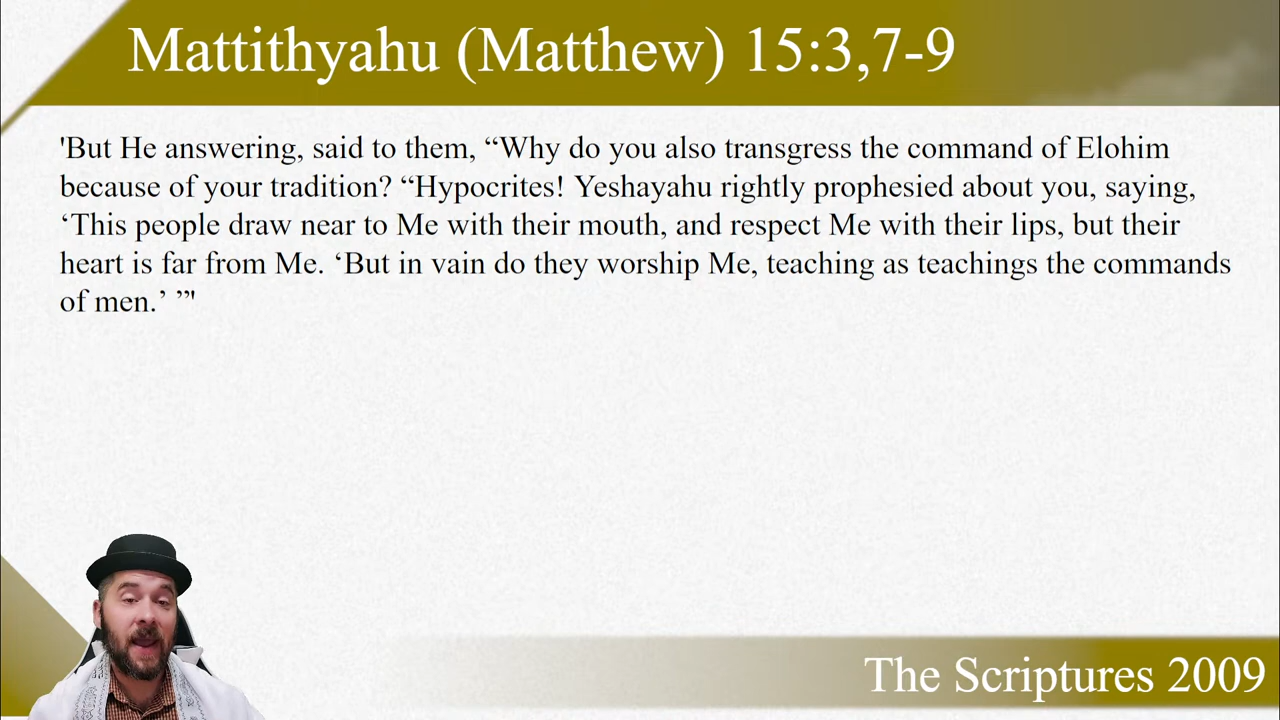 Mattithyahu (Matthew) 15:3,7-9
'But He answering, said to them, “Why do you also transgress the command of Elohim
because of your tradition? “Hypocrites! Yeshayahu rightly prophesied about you, saying,
‘This people draw near to Me with their mouth, and respect Me with their lips, but their
heart is far from Me. ‘But in vain do they worship Me, teaching as teachings the commands
of men.’ ”'
The Scriptures 2009